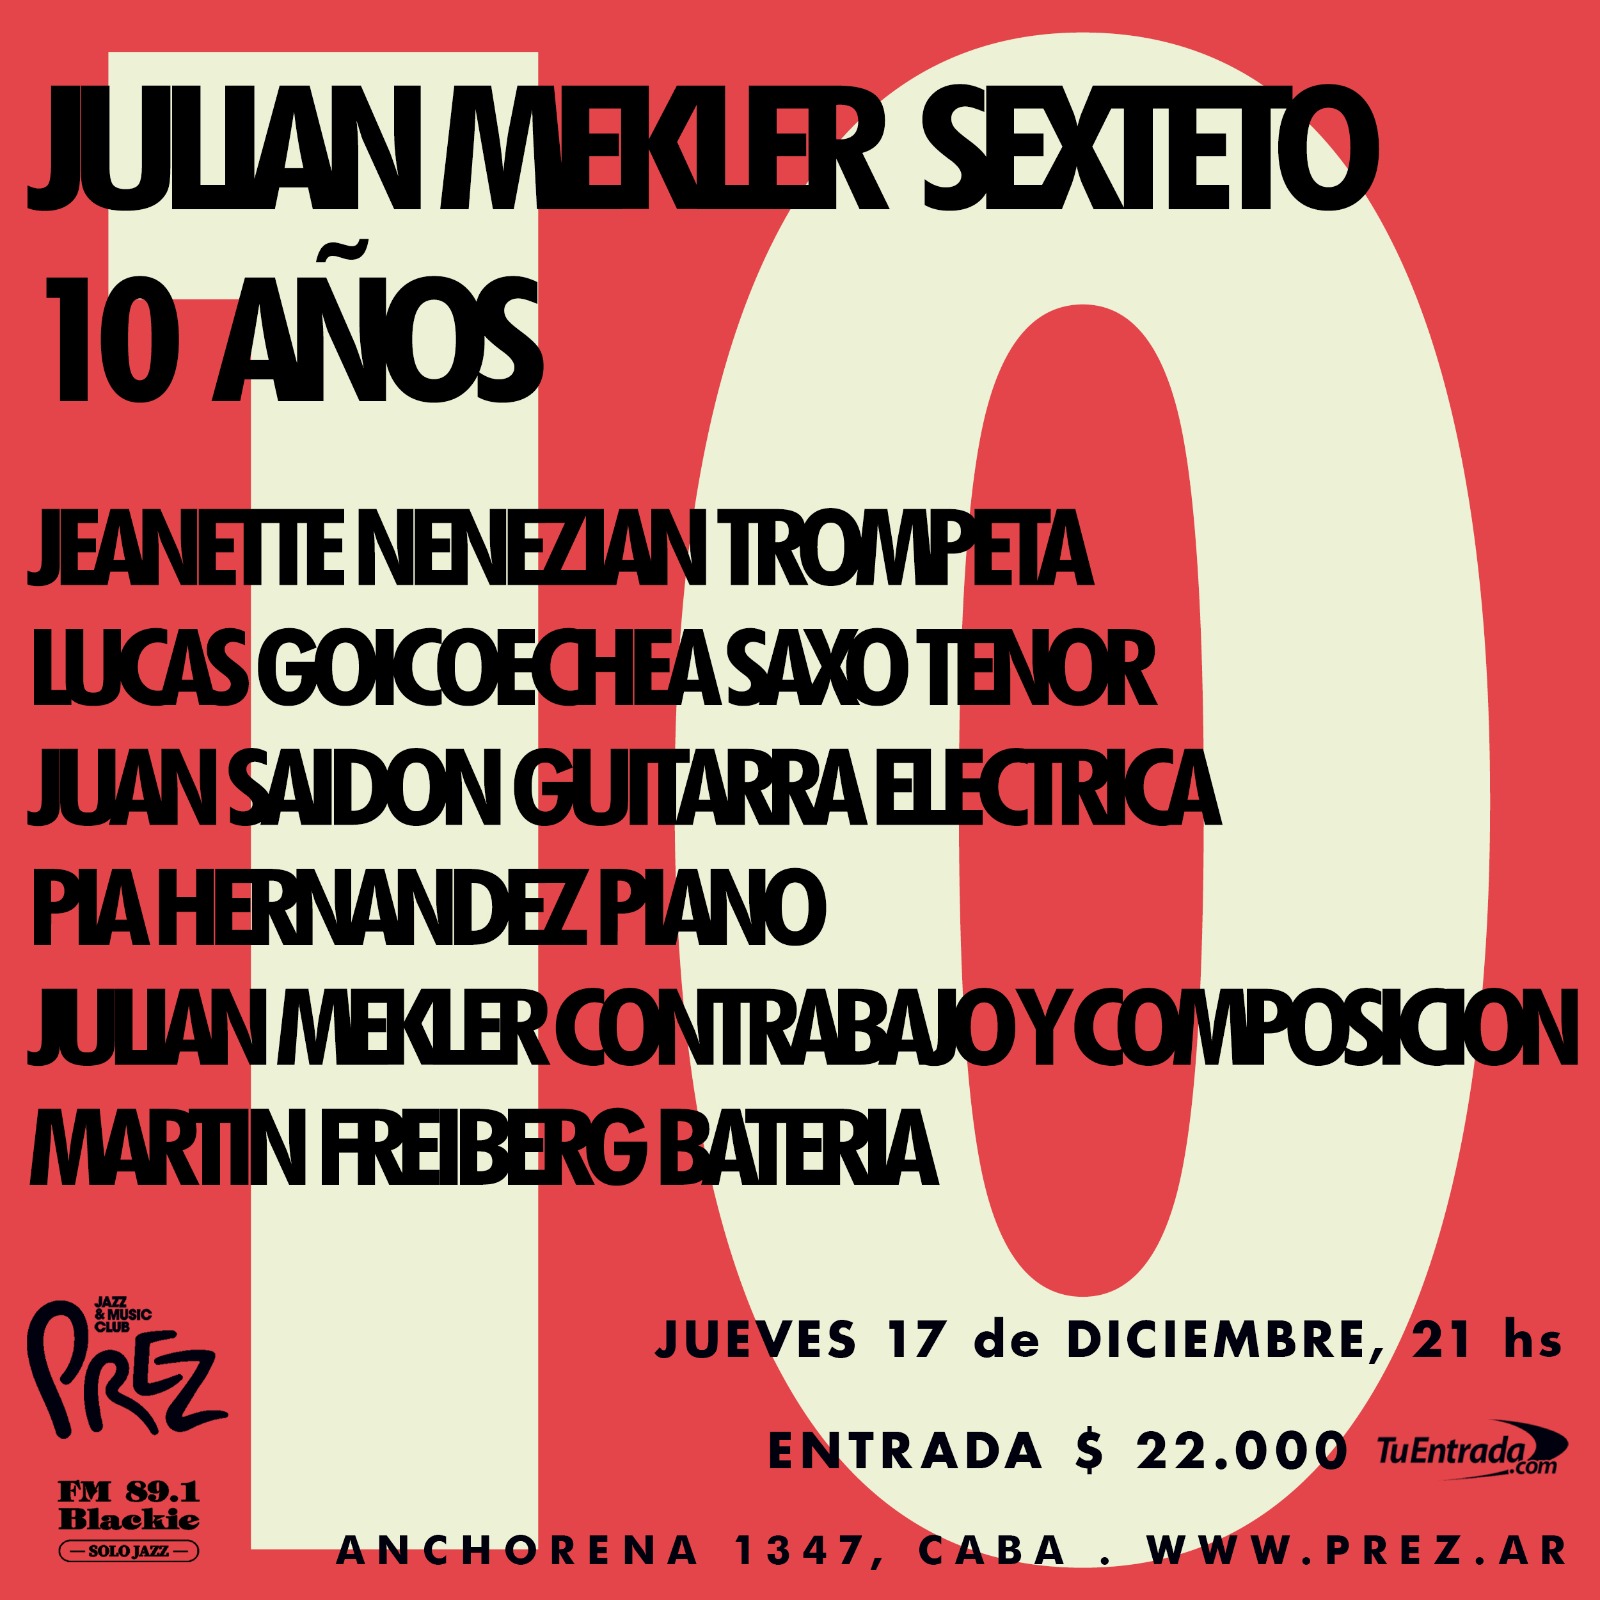 JULIAN MEKLER SEXTETO
10 AÑOS
JEANETTE NENEZIAN TROMPETA
LUCAS GOICOECHEA SAXO TENOR
JUAN SAIDON GUITARRA ELECTRICA
PIA HERNANDEZ PIANO
JULIAN MEKLER CONTRABAJO Y COMPOSICION
MARTIN FREIBERG BATERIA
JAZZ
& MUSIC
CLUB
PREZ
JUEVES 17 de DICIEMBRE, 21 hs
ENTRADA $ 22.000
TuEntrada
.com
FM 89.1
Blackie
SOLO JAZZ
ANCHORENA 1347, CABA . WWW.PREZ.AR
10